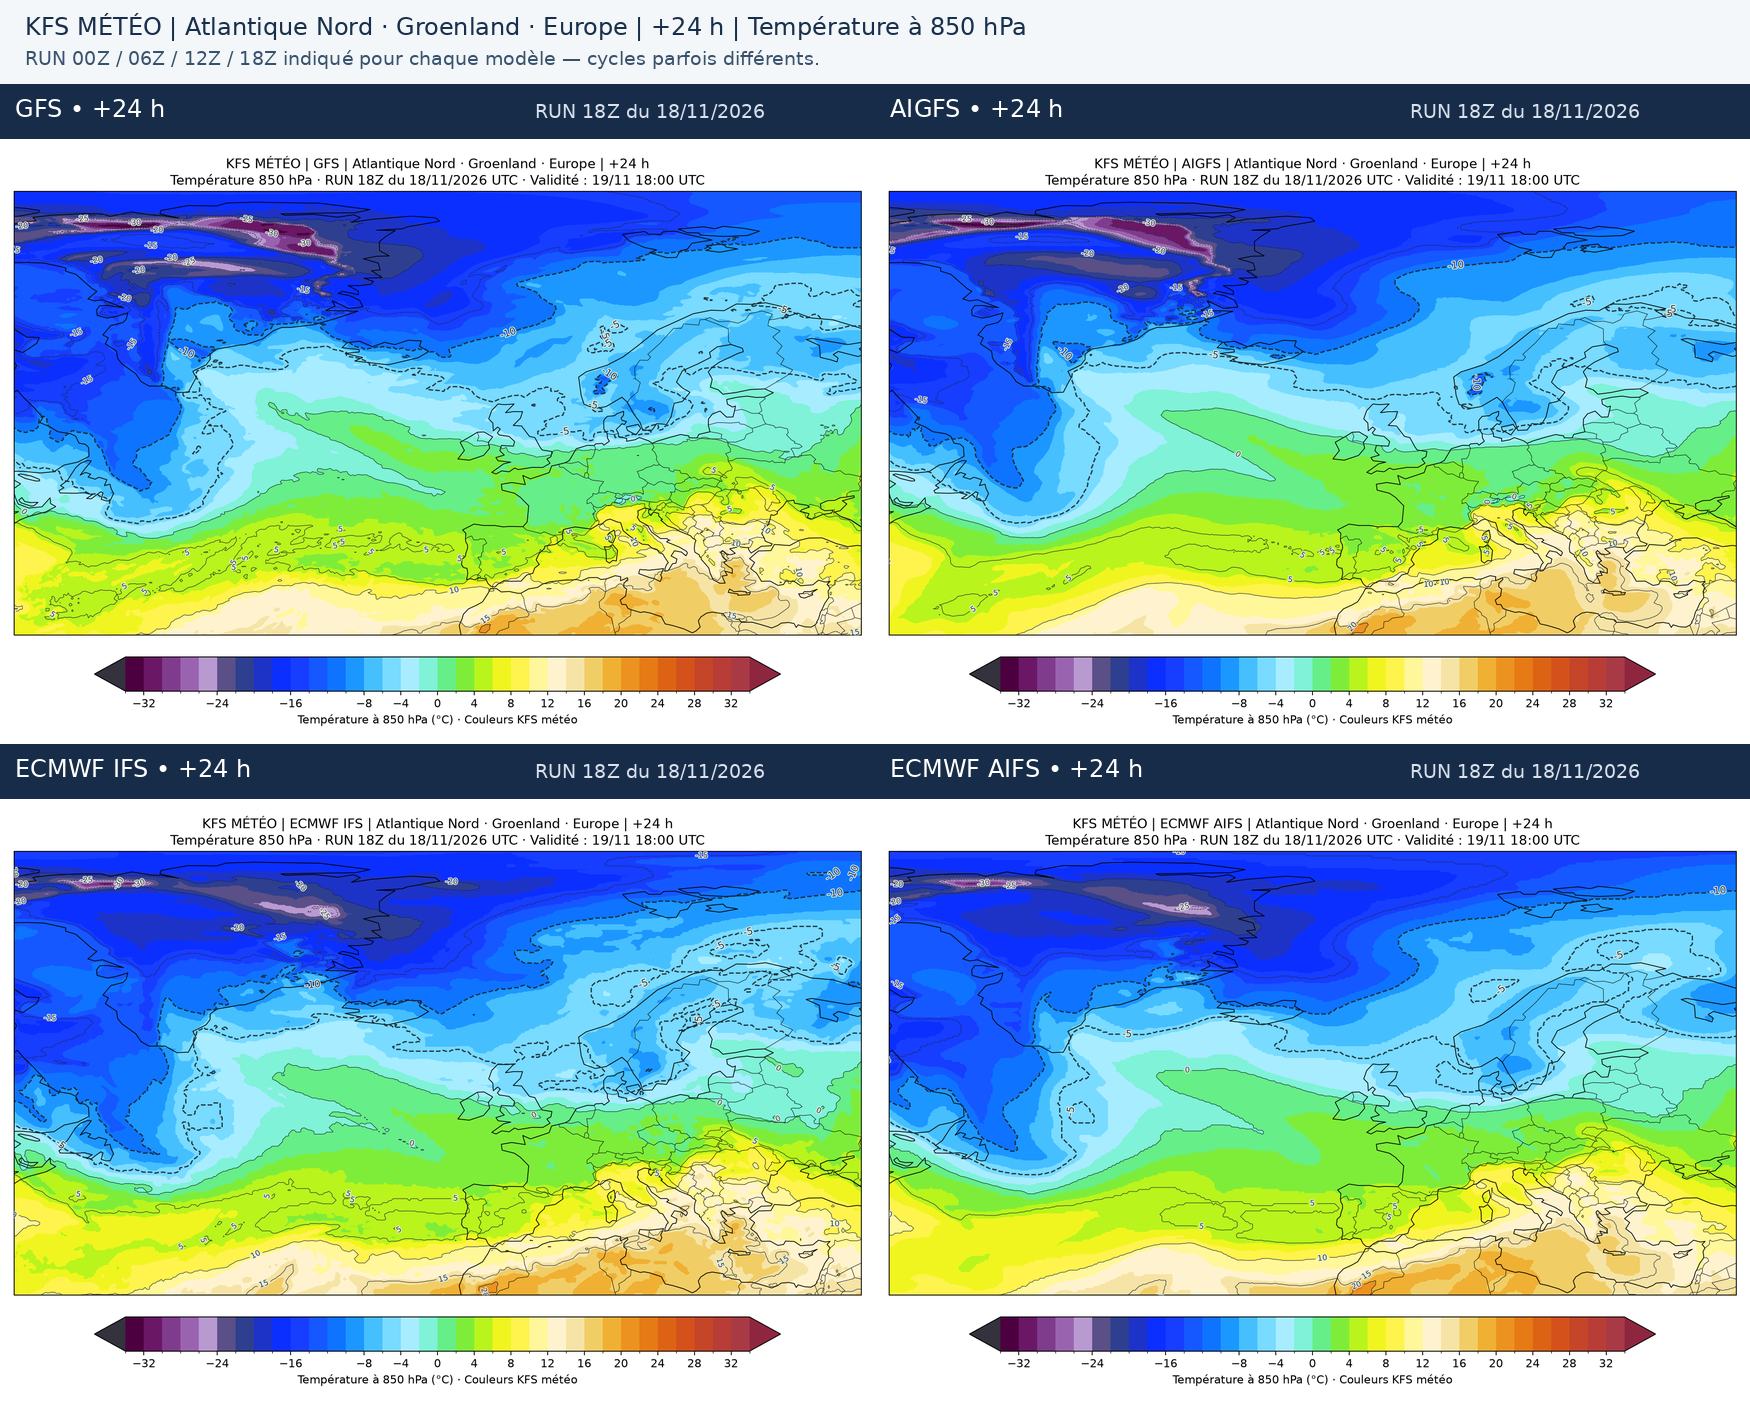 KFS MÉTÉO | Atlantique Nord · Groenland · Europe | +24 h | Température à 850 hPa
RUN 00Z / 06Z / 12Z / 18Z indiqué pour chaque modèle — cycles parfois différents.
GFS • +24 h
RUN 18Z du 18/11/2026
AIGFS • +24 h
RUN 18Z du 18/11/2026
KFS MÉTÉO | GFS | Atlantique Nord · Groenland · Europe | +24 h
Température 850 hPa · RUN 18Z du 18/11/2026 UTC · Validité : 19/11 18:00 UTC
KFS MÉTÉO | AIGFS | Atlantique Nord · Groenland · Europe | +24 h
Température 850 hPa · RUN 18Z du 18/11/2026 UTC · Validité : 19/11 18:00 UTC
−32 −24 −16 −8 −4 0 4 8 12 16 20 24 28 32
Température à 850 hPa (°C) · Couleurs KFS météo
−32 −24 −16 −8 −4 0 4 8 12 16 20 24 28 32
Température à 850 hPa (°C) · Couleurs KFS météo
ECMWF IFS • +24 h
RUN 18Z du 18/11/2026
ECMWF AIFS • +24 h
RUN 18Z du 18/11/2026
KFS MÉTÉO | ECMWF IFS | Atlantique Nord · Groenland · Europe | +24 h
Température 850 hPa · RUN 18Z du 18/11/2026 UTC · Validité : 19/11 18:00 UTC
KFS MÉTÉO | ECMWF AIFS | Atlantique Nord · Groenland · Europe | +24 h
Température 850 hPa · RUN 18Z du 18/11/2026 UTC · Validité : 19/11 18:00 UTC
−32 −24 −16 −8 −4 0 4 8 12 16 20 24 28 32
Température à 850 hPa (°C) · Couleurs KFS météo
−32 −24 −16 −8 −4 0 4 8 12 16 20 24 28 32
Température à 850 hPa (°C) · Couleurs KFS météo